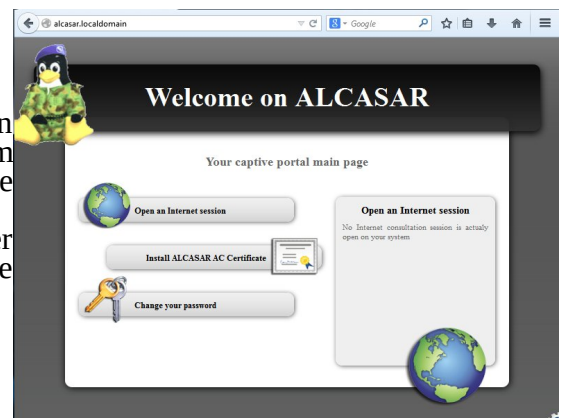 alcasar.localdomain
Google
Welcome on ALCASAR
Your captive portal main page
Open an Internet session
Install ALCASAR AC Certificate
Change your password
Open an Internet session
No Internet consultation session is actualy
open on your system